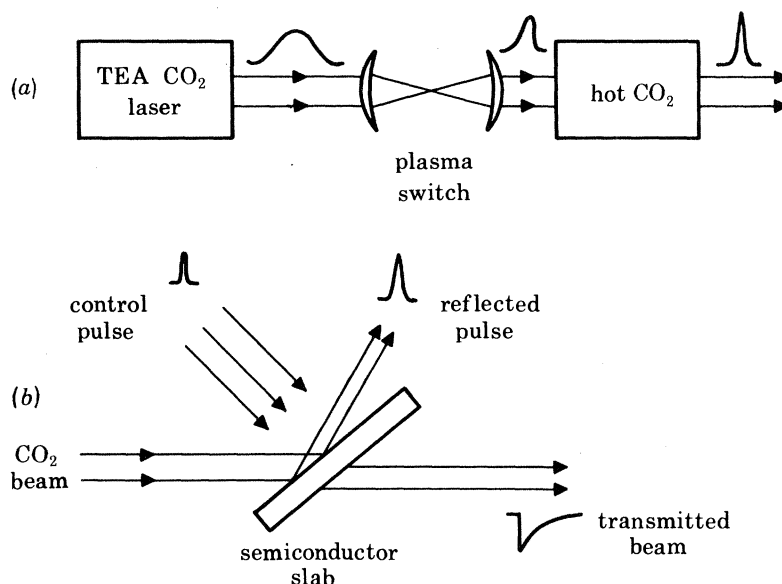 (a)
TEA CO₂
laser
plasma
switch
hot CO₂
control
pulse
reflected
pulse
(b)
CO₂
beam
semiconductor
slab
transmitted
beam